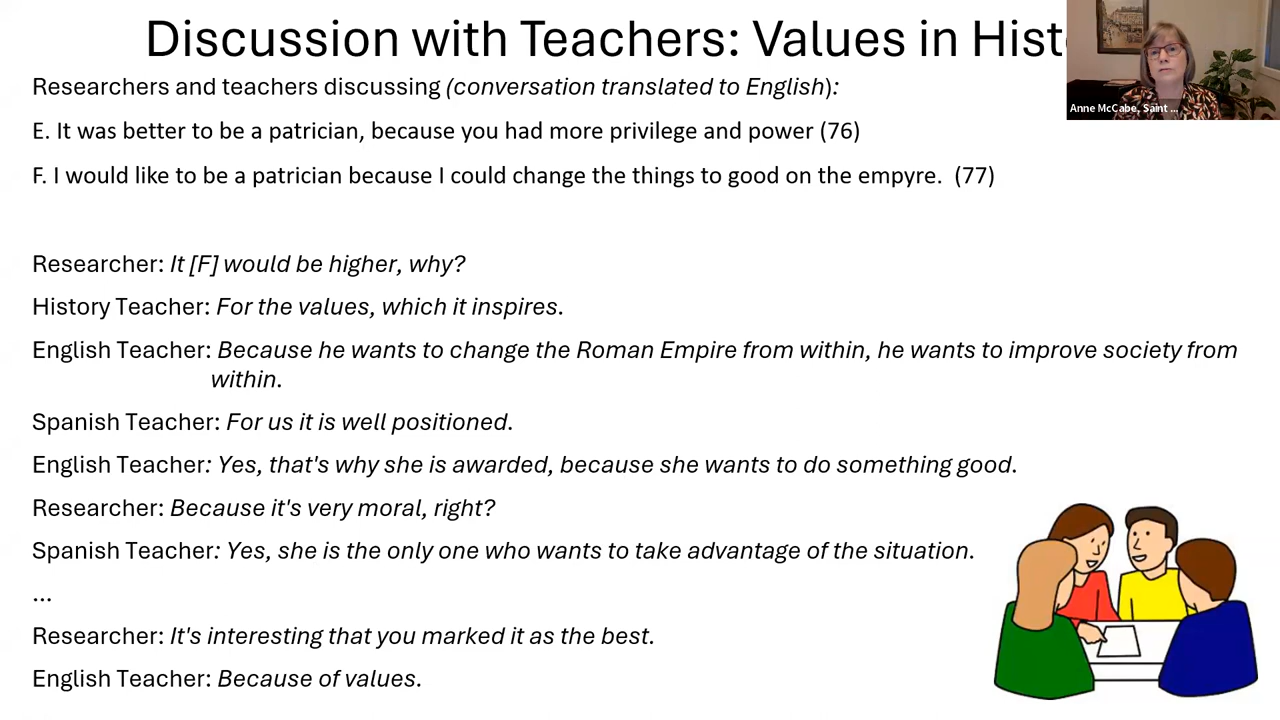 Discussion with Teachers: Values in Hist
Anne McCabe, Saint ...
Researchers and teachers discussing (conversation translated to English):
E. It was better to be a patrician, because you had more privilege and power (76)
F. I would like to be a patrician because I could change the things to good on the empyre. (77)
Researcher: It [F] would be higher, why?
History Teacher: For the values, which it inspires.
English Teacher: Because he wants to change the Roman Empire from within, he wants to improve society from
within.
Spanish Teacher: For us it is well positioned.
English Teacher: Yes, that's why she is awarded, because she wants to do something good.
Researcher: Because it's very moral, right?
Spanish Teacher: Yes, she is the only one who wants to take advantage of the situation.
...
Researcher: It's interesting that you marked it as the best.
English Teacher: Because of values.